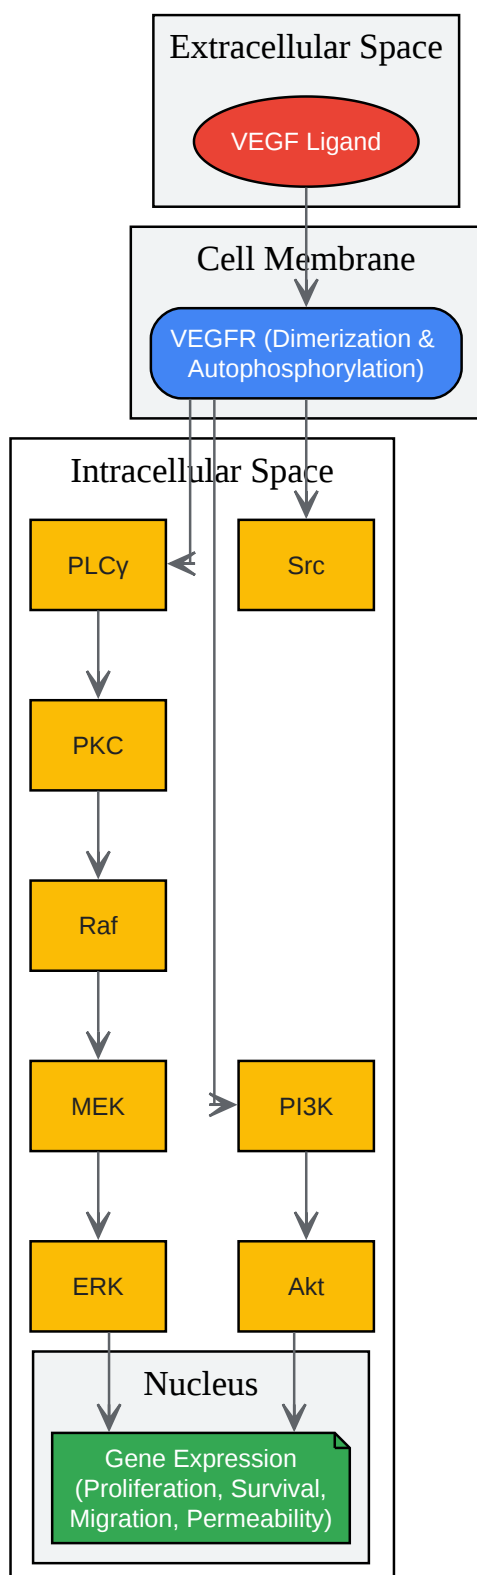 Extracellular Space
VEGF Ligand
Cell Membrane
VEGFR (Dimerization &
Autophosphorylation)
Intracellular Space
PLCγ
Src
PKC
Raf
MEK
PI3K
ERK
Akt
Nucleus
Gene Expression
(Proliferation, Survival,
Migration, Permeability)